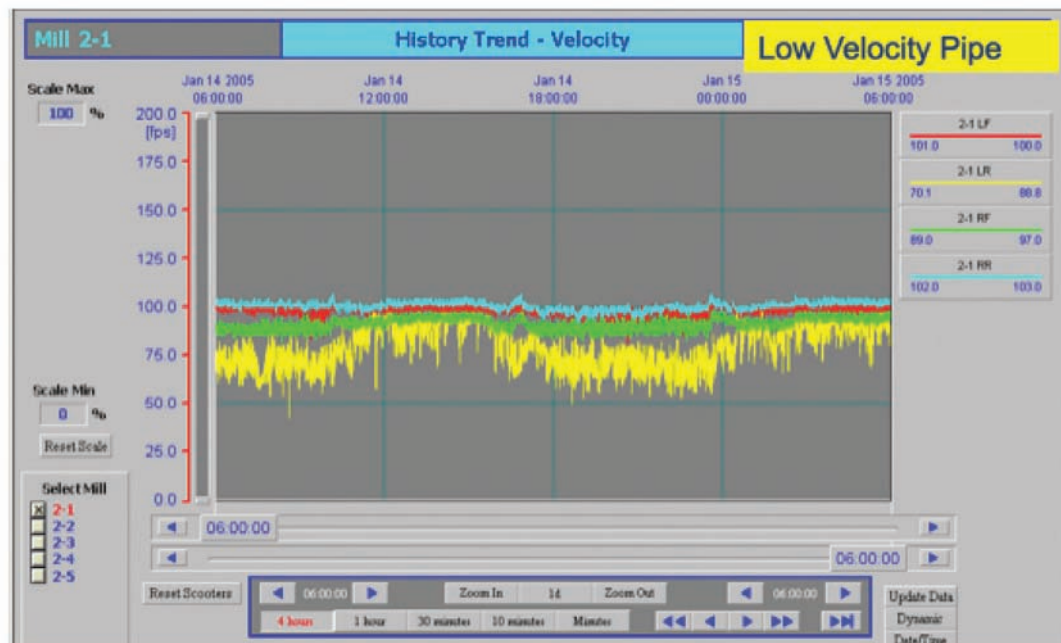 Mill 2-1
History Trend - Velocity
Low Velocity Pipe
Jan 14 2005 Jan 14 Jan 14 Jan 15 Jan 15 2005
06:00:00 12:00:00 18:00:00 00:00:00 06:00:00
Scale Max
100 %
200.0
[fps]
175.0
150.0
125.0
100.0
75.0
50.0
25.0
0.0
2-1 LF
101.0 100.0
2-1 LR
70.1 88.8
2-1 RF
89.0 97.0
2-1 RR
102.0 103.0
Scale Min
0 %
Reset Scale
Select Mill
2-1
2-2
2-3
2-4
2-5
06:00:00
06:00:00
Reset Scooters
06:00:00 Zoom In 1d Zoom Out 06:00:00
4 hours 1 hour 30 minutes 10 minutes Minutes
Update Data
Dynamic
Date/Time